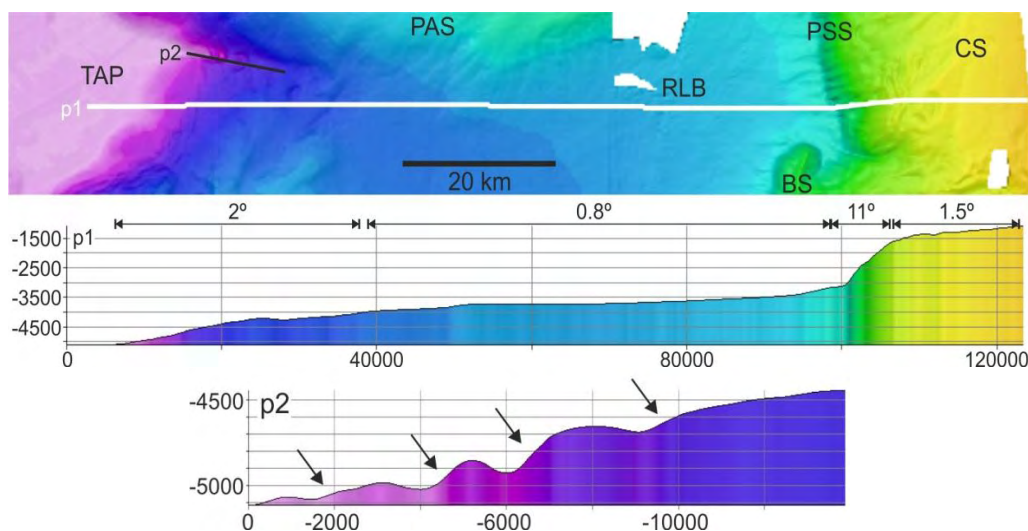 PAS PSS CS
p2
TAP
RLB
p1
20 km
BS
2º 0.8º 11º 1.5º
p1
-1500
-2500
-3500
-4500
0 40000 80000 120000
p2
-4500
-5000
0 -2000 -6000 -10000